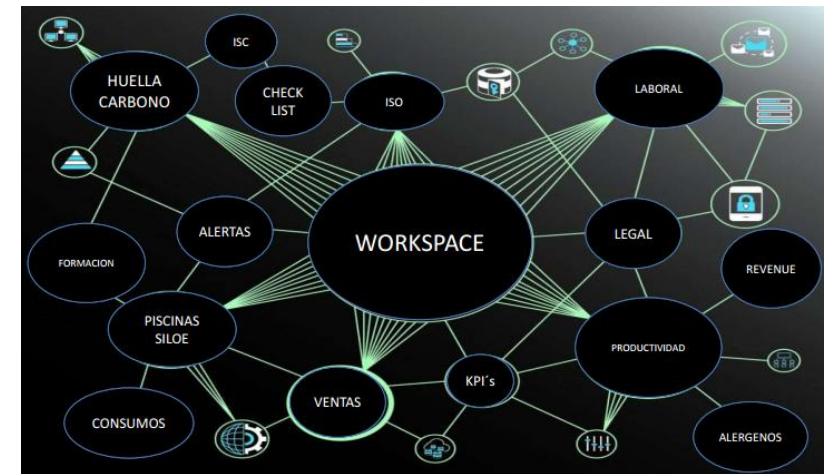 ISC
HUELLA
CARBONO
CHECK
LIST
ISO
LABORAL
ALERTAS
WORKSPACE
LEGAL
FORMACION
REVENUE
PISCINAS
SILOE
PRODUCTIVIDAD
VENTAS
KPI´s
CONSUMOS
ALERGENOS